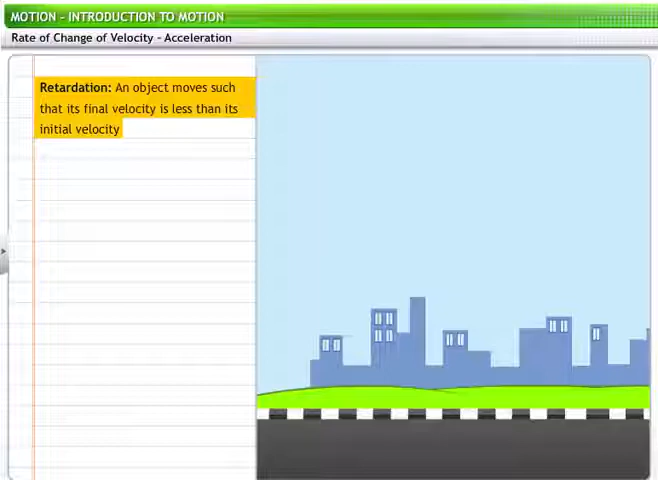 MOTION - INTRODUCTION TO MOTION
Rate of Change of Velocity - Acceleration
Retardation: An object moves such
that its final velocity is less than its
initial velocity